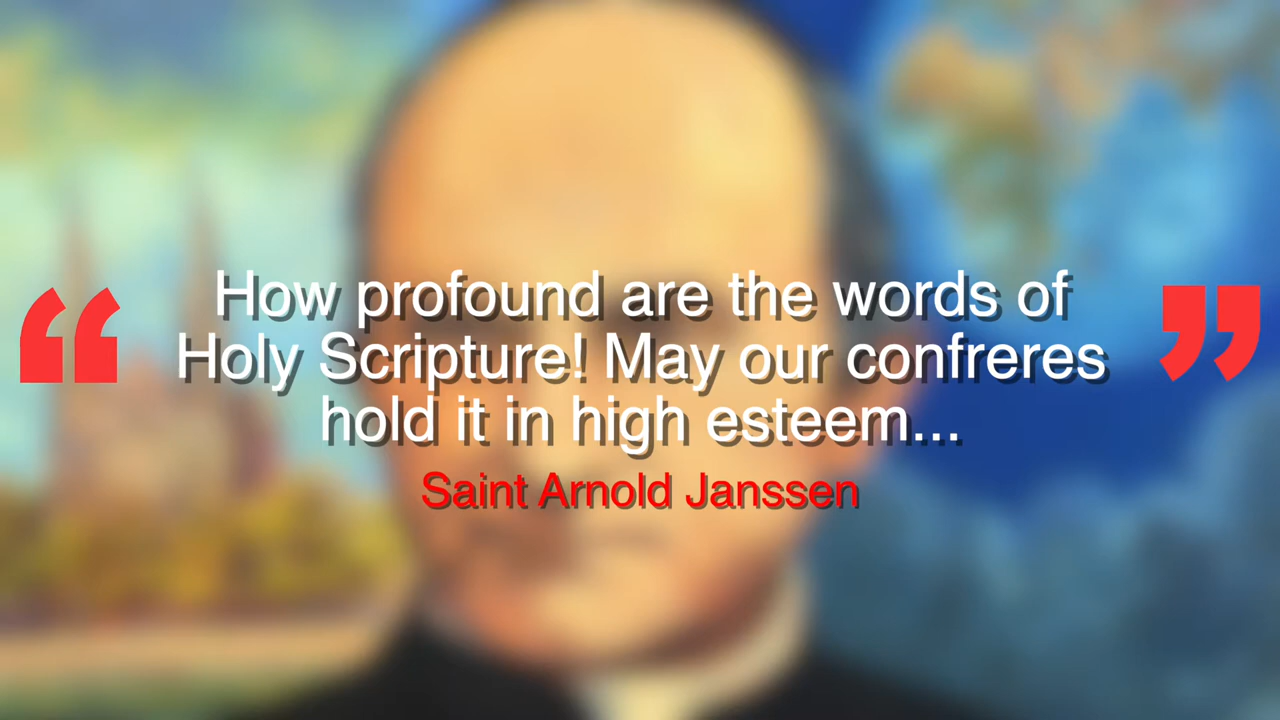 “ How profound are the words of
Holy Scripture! May our confreres
hold it in high esteem... ”
Saint Arnold Janssen